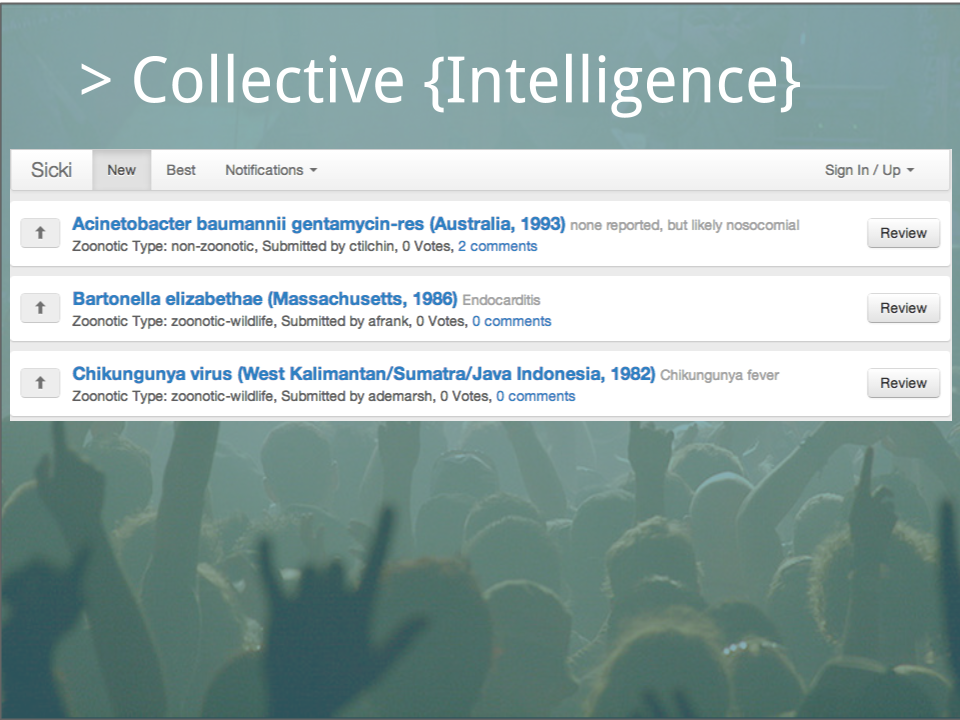 > Collective {Intelligence}
Sicki New Best Notifications Sign In / Up
Acinetobacter baumannii gentamycin-res (Australia, 1993) none reported, but likely nosocomial
Zoonotic Type: non-zoonotic, Submitted by ctilchin, 0 Votes, 2 comments
Review
Bartonella elizabethae (Massachusetts, 1986) Endocarditis
Zoonotic Type: zoonotic-wildlife, Submitted by afrank, 0 Votes, 0 comments
Review
Chikungunya virus (West Kalimantan/Sumatra/Java Indonesia, 1982) Chikungunya fever
Zoonotic Type: zoonotic-wildlife, Submitted by ademarsh, 0 Votes, 0 comments
Review